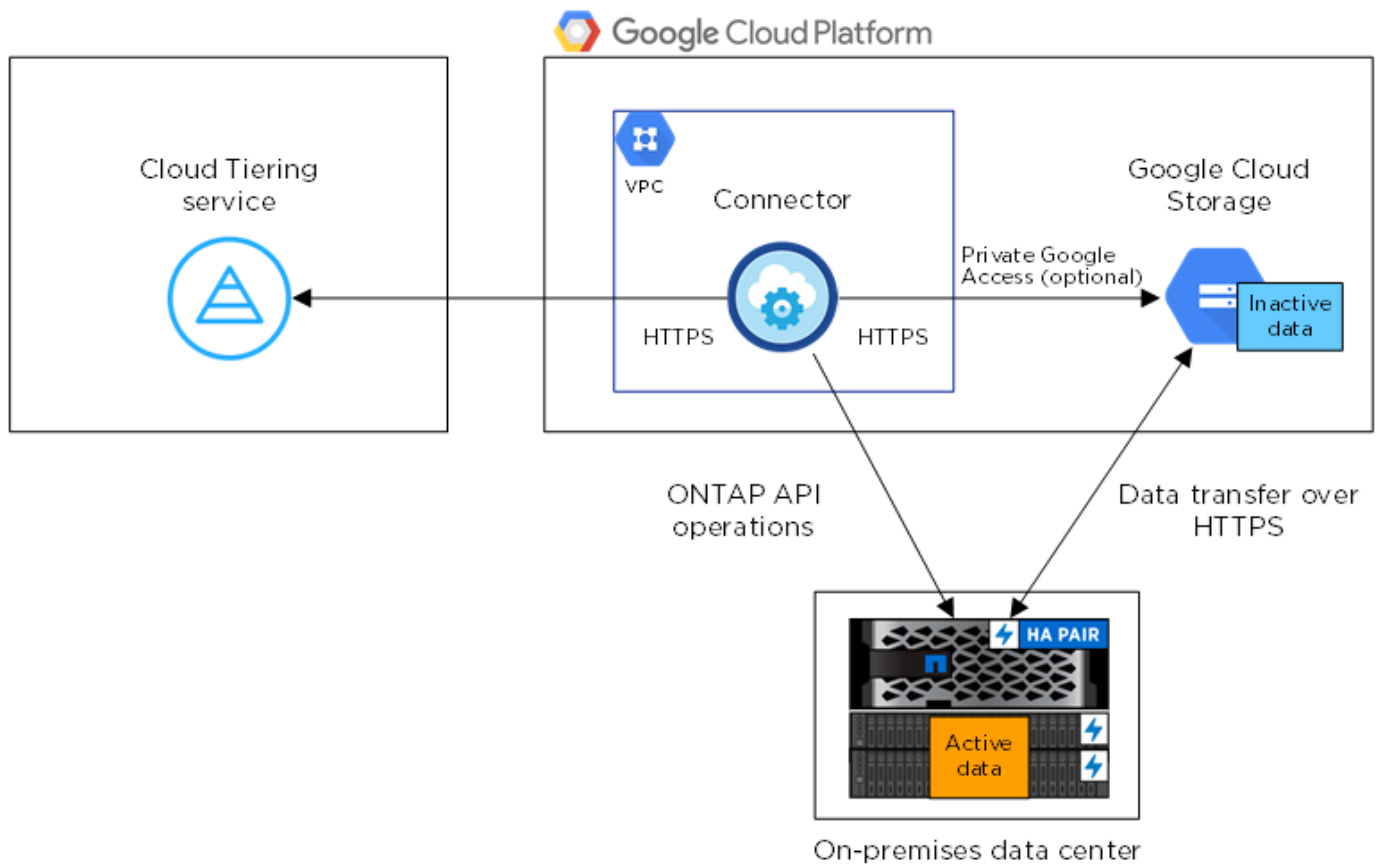 Google Cloud Platform
Cloud Tiering
service
VPC
Connector
Google Cloud
Storage
Private Google
Access (optional)
Inactive
data
HTTPS
HTTPS
ONTAP API
operations
Data transfer over
HTTPS
HA PAIR
Active
data
On-premises data center